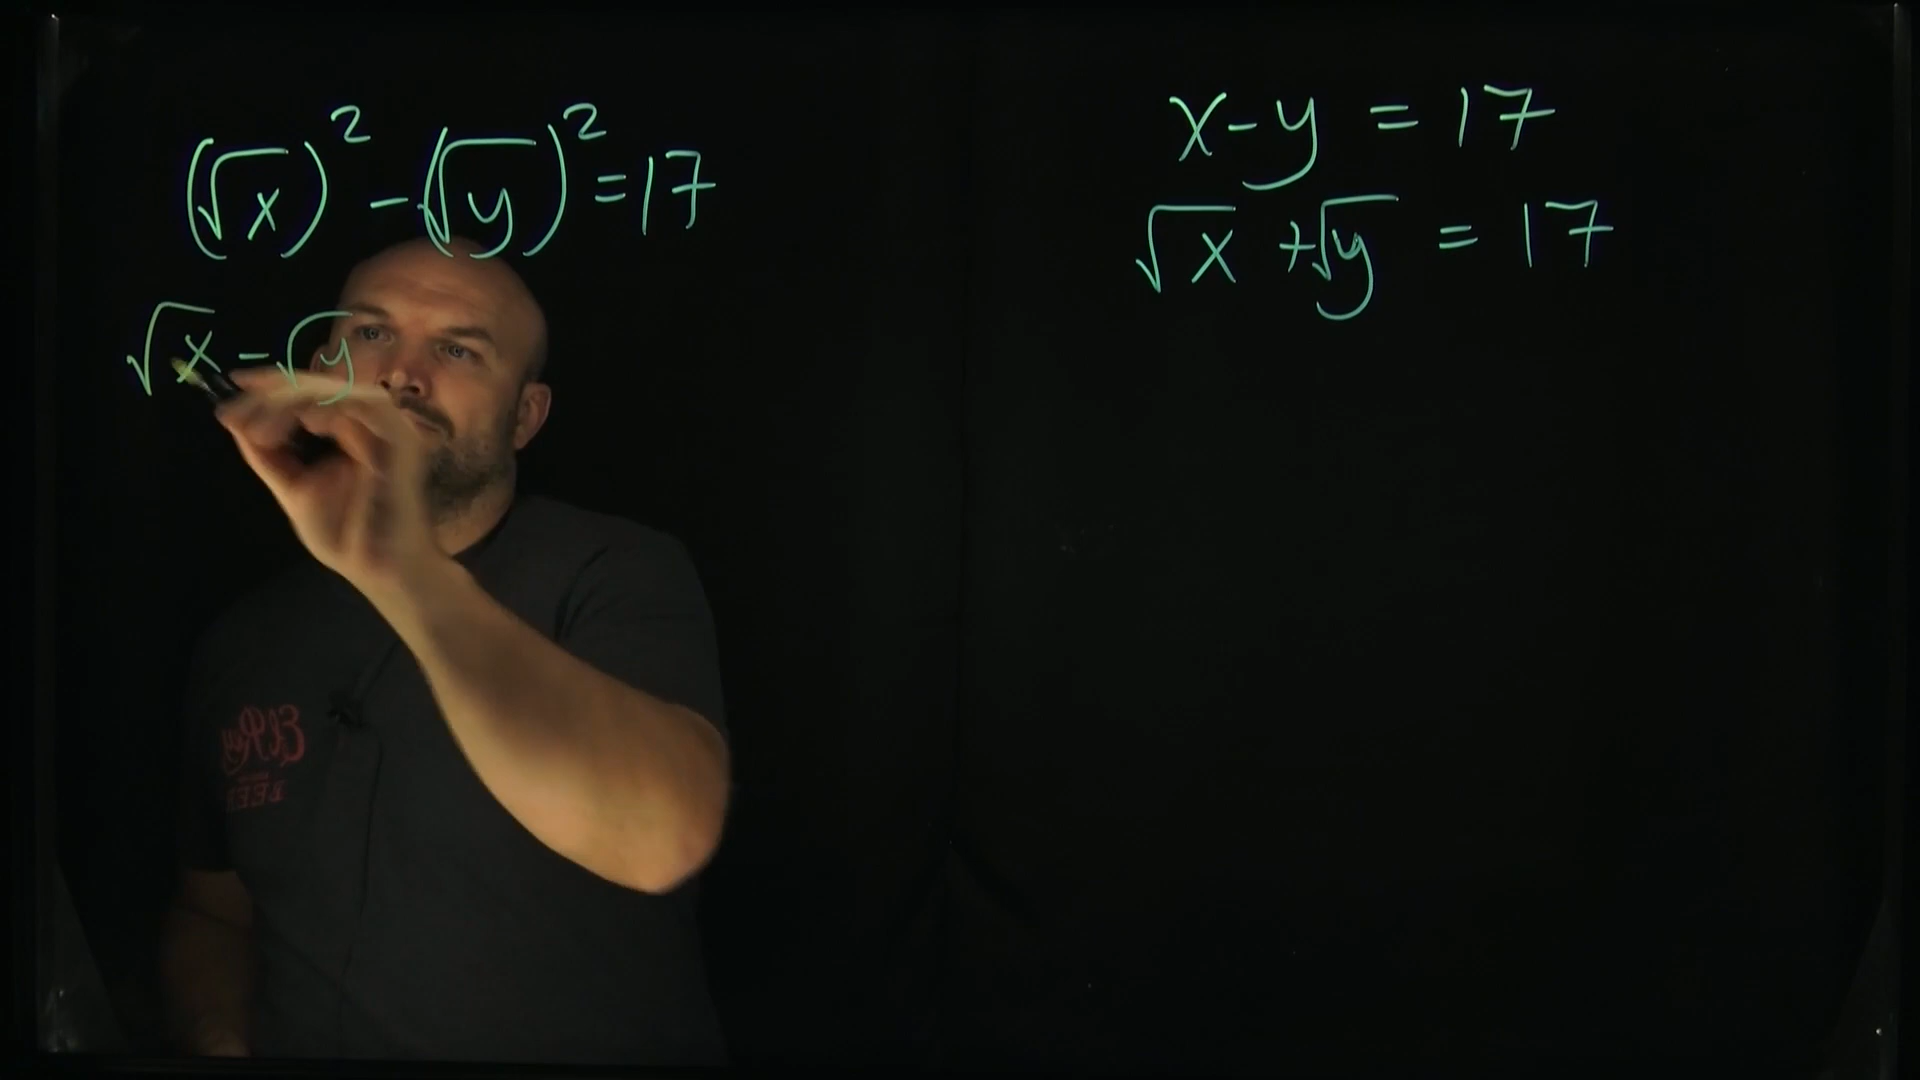 (√x)² - (√y)² = 17
√x - √y
x - y = 17
√x + √y = 17